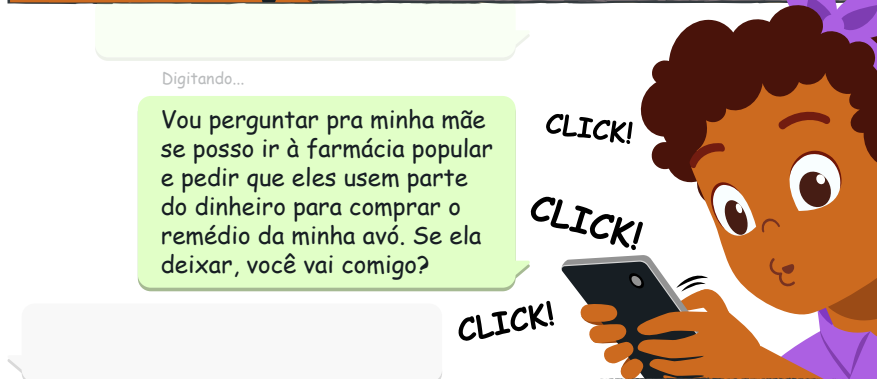 Digitando...
Vou perguntar pra minha mãe
se posso ir à farmácia popular
e pedir que eles usem parte
do dinheiro para comprar o
remédio da minha avó. Se ela
deixar, você vai comigo?
CLICK!
CLICK!
CLICK!